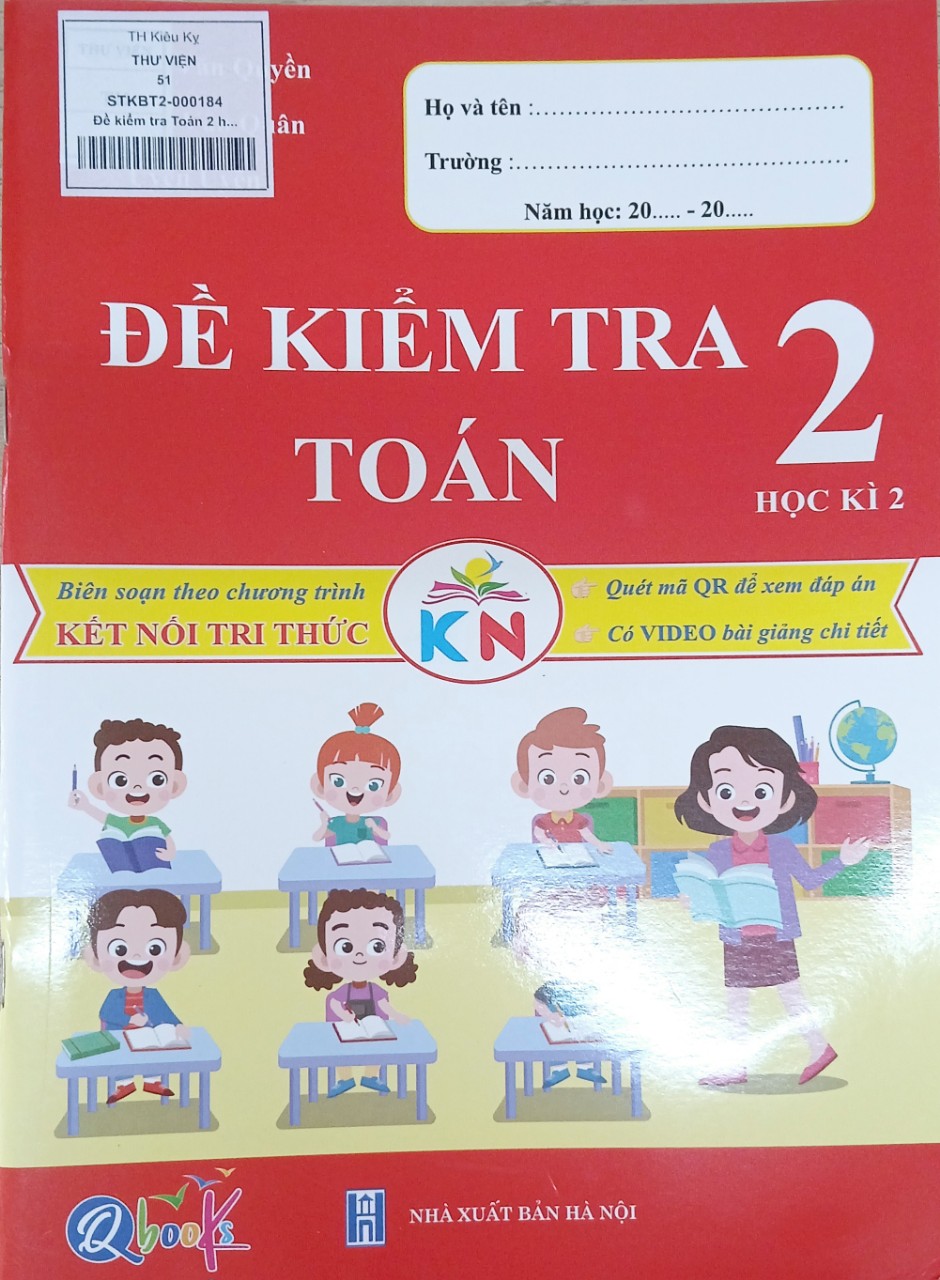 TH Kiêu Kỵ
THƯ VIỆN
51
STKBT2-000184
Đề kiểm tra Toán 2 h...
Quyền
Quân
Họ và tên :..........................................
Trường :.............................................
Năm học: 20..... - 20.....
ĐỀ KIỂM TRA
TOÁN
2
HỌC KÌ 2
Biên soạn theo chương trình
KẾT NỐI TRI THỨC
KN
Quét mã QR để xem đáp án
Có VIDEO bài giảng chi tiết
Qbooks
NHÀ XUẤT BẢN HÀ NỘI